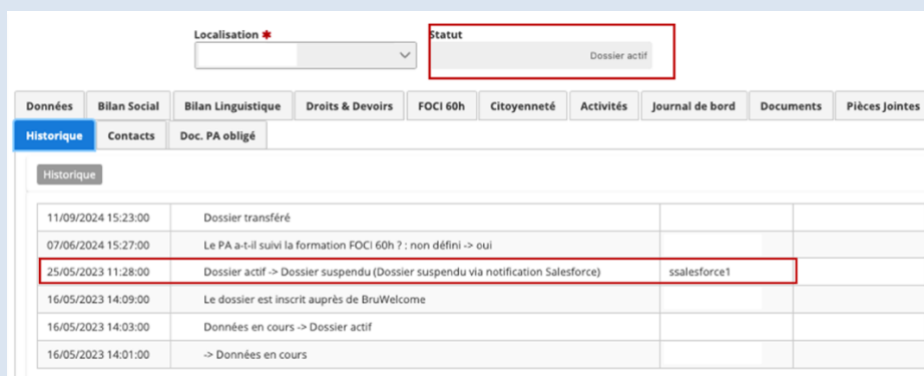 Localisation * Statut
Dossier actif
Données Bilan Social Bilan Linguistique Droits & Devoirs FOCI 60h Citoyenneté Activités Journal de bord Documents Pièces Jointes
Historique Contacts Doc. PA obligé
Historique
11/09/2024 15:23:00 Dossier transféré
07/06/2024 15:27:00 Le PA a-t-il suivi la formation FOCI 60h ? : non défini -> oui
25/05/2023 11:28:00 Dossier actif -> Dossier suspendu (Dossier suspendu via notification Salesforce) ssalesforce1
16/05/2023 14:09:00 Le dossier est inscrit auprès de BruWelcome
16/05/2023 14:03:00 Données en cours -> Dossier actif
16/05/2023 14:01:00 -> Données en cours